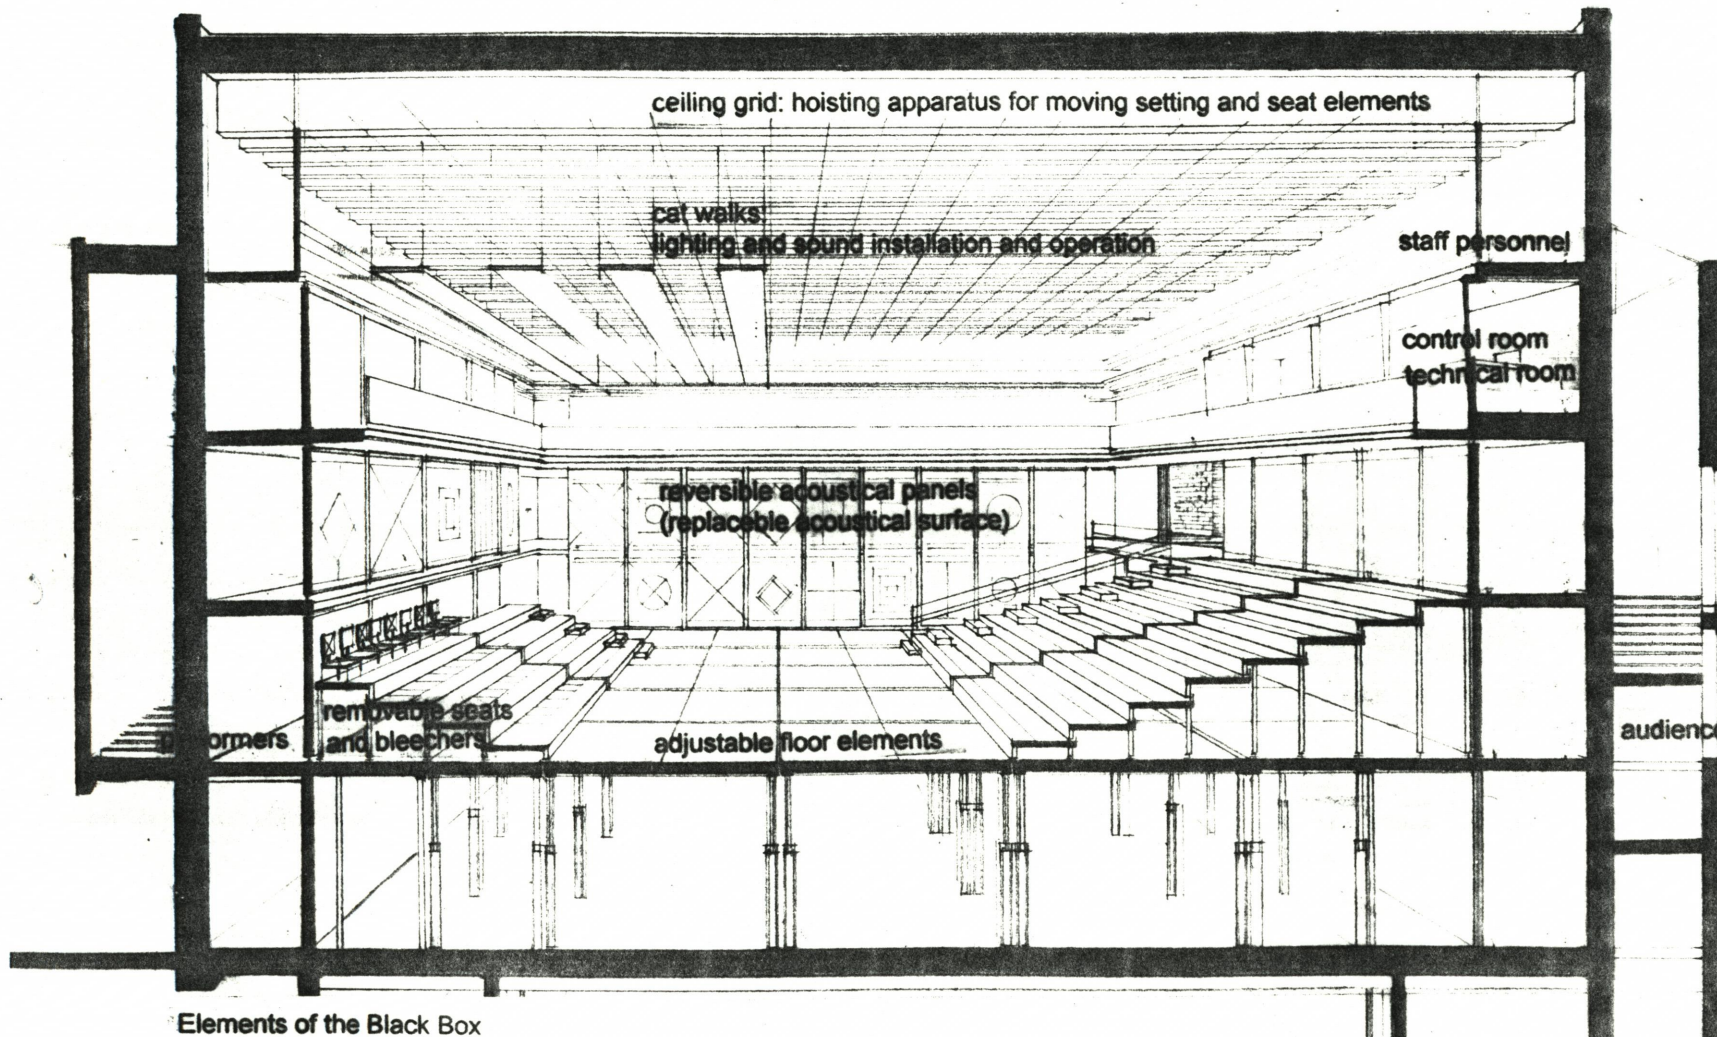 ceiling grid: hoisting apparatus for moving setting and seat elements
cat walks:
lighting and sound installation and operation
staff personnel
control room
technical room
reversible acoustical panels
(replaceble acoustical surface)
removable seats
and bleechers
performers
adjustable floor elements
audience
Elements of the Black Box